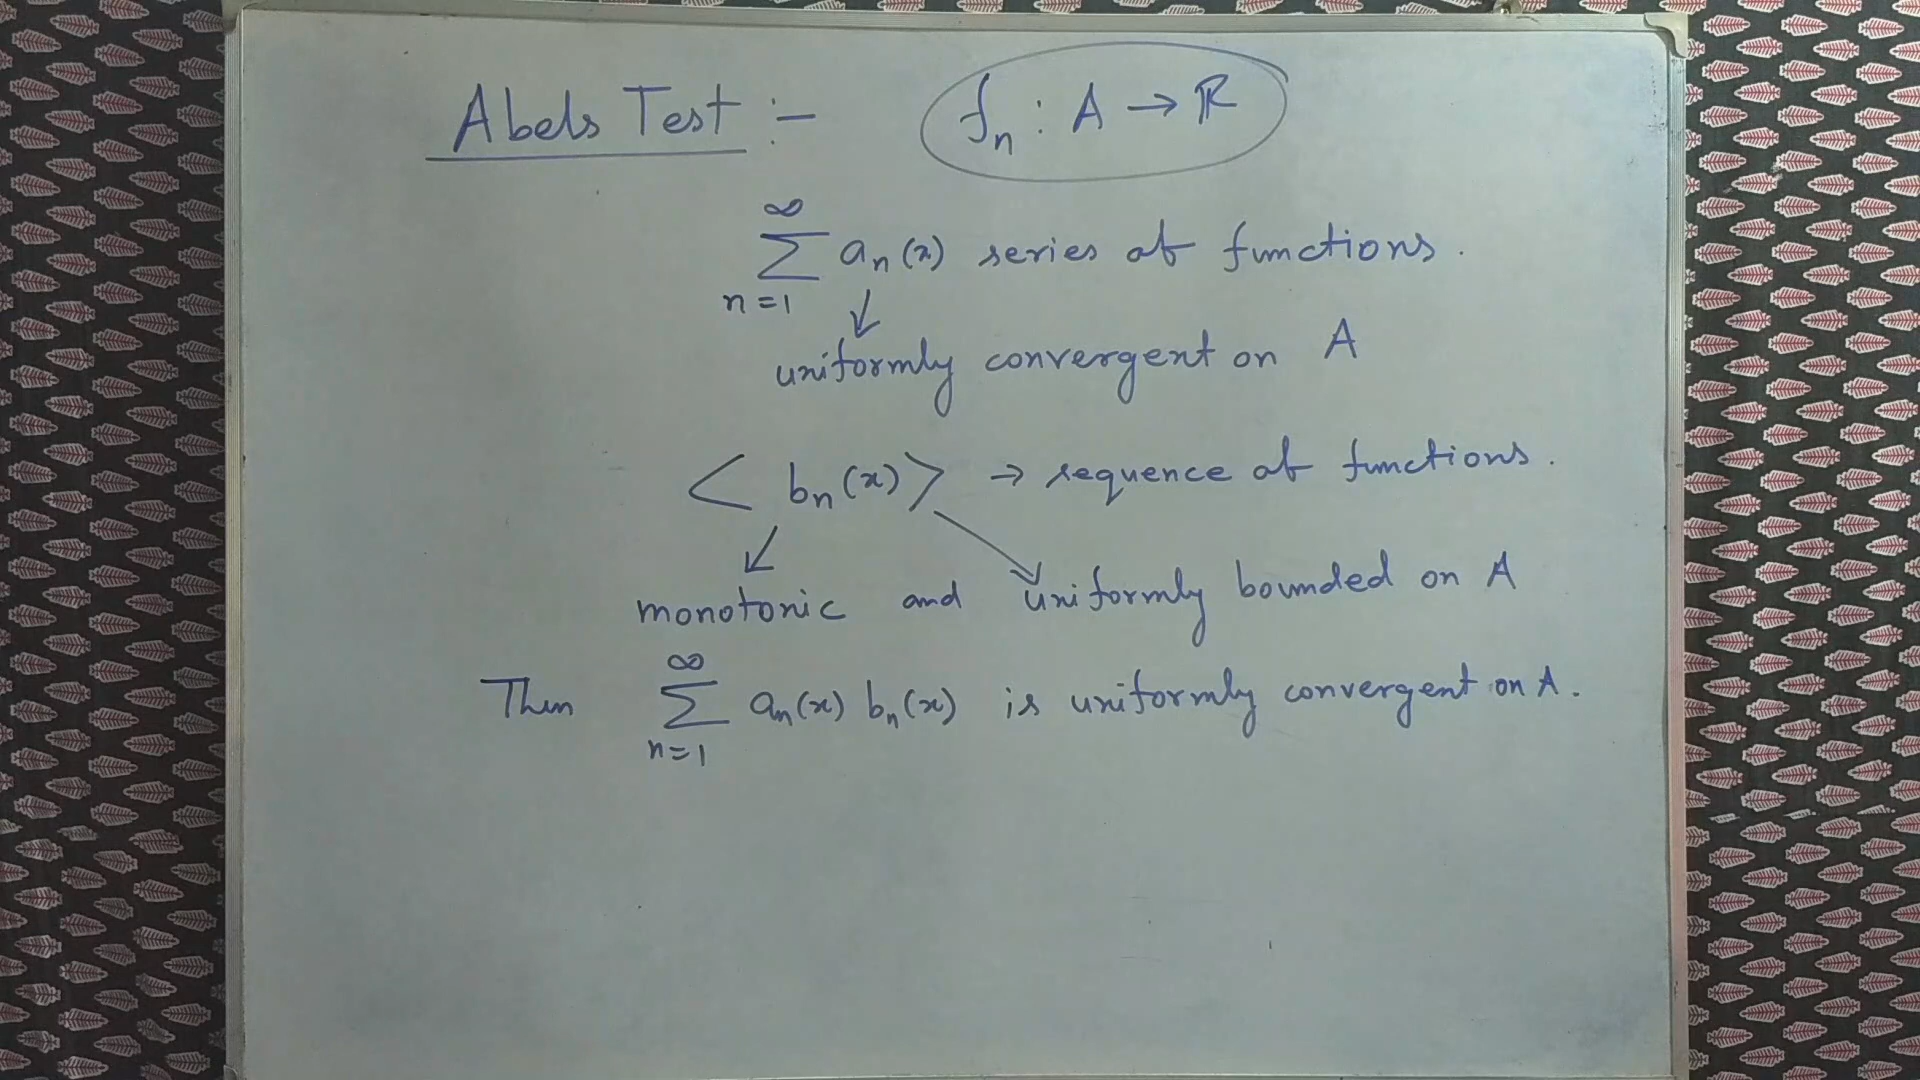 Abels Test :- fn : A → ℝ
∞
∑ an(x) series of functions.
n=1
↓
uniformly convergent on A
< bn(x) > → sequence of functions.
monotonic and uniformly bounded on A
∞
Then ∑ an(x) bn(x) is uniformly convergent on A.
n=1